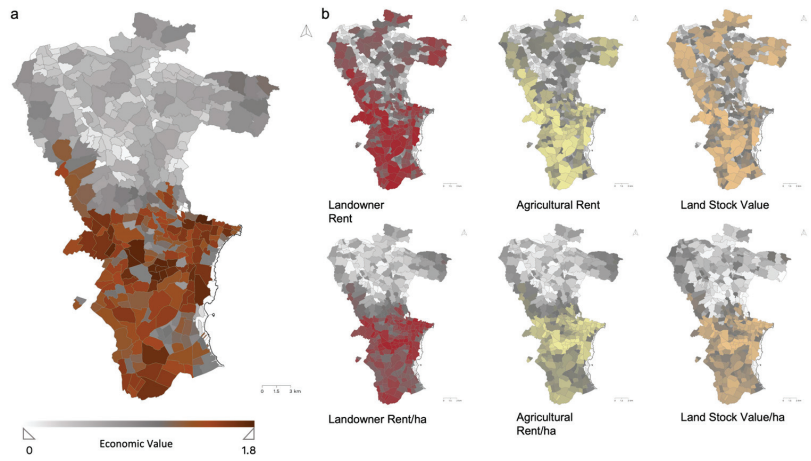 a
b
Landowner
Rent
Agricultural Rent
Land Stock Value
0 1.5 3 km
Landowner Rent/ha
Agricultural
Rent/ha
Land Stock Value/ha
Economic Value
0
1.8